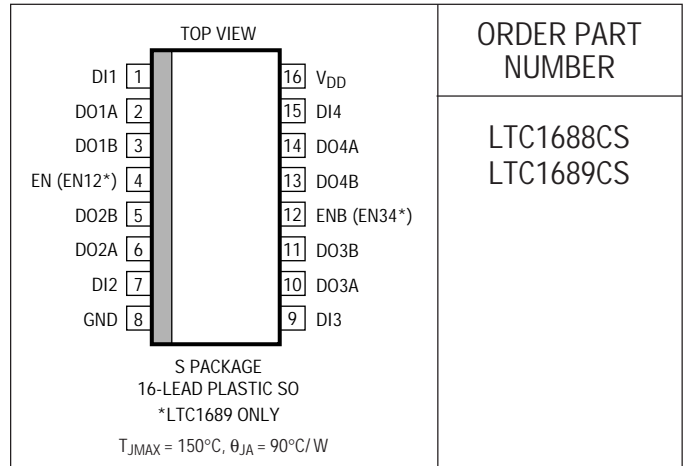 TOP VIEW
DI1 1
DO1A 2
DO1B 3
EN (EN12*) 4
DO2B 5
DO2A 6
DI2 7
GND 8
16 VDD
15 DI4
14 DO4A
13 DO4B
12 ENB (EN34*)
11 DO3B
10 DO3A
9 DI3
S PACKAGE
16-LEAD PLASTIC SO
*LTC1689 ONLY
TJMAX = 150°C, θJA = 90°C/W
ORDER PART
NUMBER
LTC1688CS
LTC1689CS